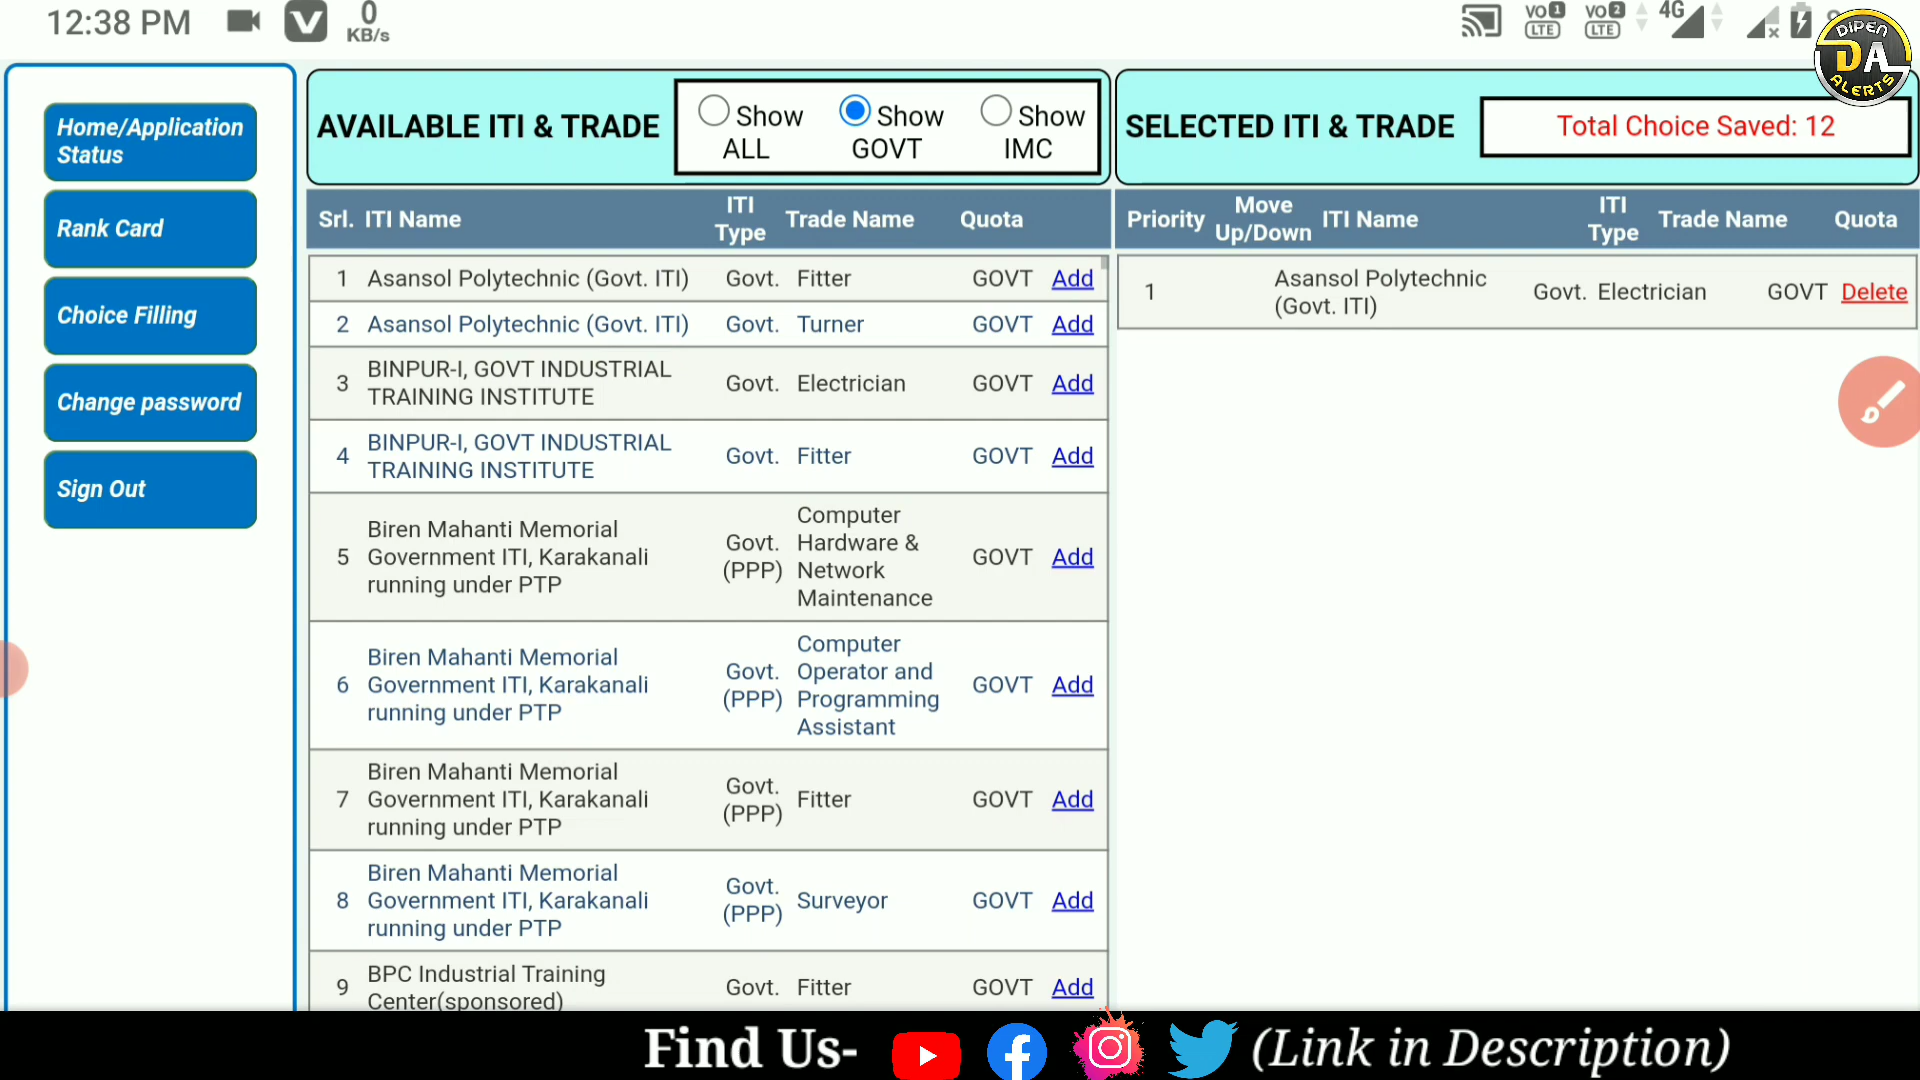 12:38 PM
0
KB/s
VO 1
LTE
VO 2
LTE
4G
DIPEN
DA
ALERTS
Home/Application
Status
Rank Card
Choice Filling
Change password
Sign Out
AVAILABLE ITI & TRADE
Show
ALL
Show
GOVT
Show
IMC
SELECTED ITI & TRADE
Total Choice Saved: 12
Srl. ITI Name ITI Type Trade Name Quota
Priority Move Up/Down ITI Name ITI Type Trade Name Quota
1 Asansol Polytechnic (Govt. ITI) Govt. Fitter GOVT Add
2 Asansol Polytechnic (Govt. ITI) Govt. Turner GOVT Add
3 BINPUR-I, GOVT INDUSTRIAL
TRAINING INSTITUTE Govt. Electrician GOVT Add
4 BINPUR-I, GOVT INDUSTRIAL
TRAINING INSTITUTE Govt. Fitter GOVT Add
5 Biren Mahanti Memorial
Government ITI, Karakanali
running under PTP
Govt.
(PPP)
Computer
Hardware &
Network
Maintenance
GOVT Add
6 Biren Mahanti Memorial
Government ITI, Karakanali
running under PTP
Govt.
(PPP)
Computer
Operator and
Programming
Assistant
GOVT Add
7 Biren Mahanti Memorial
Government ITI, Karakanali
running under PTP
Govt.
(PPP)
Fitter
GOVT Add
8 Biren Mahanti Memorial
Government ITI, Karakanali
running under PTP
Govt.
(PPP)
Surveyor
GOVT Add
9 BPC Industrial Training
Center(sponsored) Govt. Fitter GOVT Add
1 Asansol Polytechnic
(Govt. ITI) Govt. Electrician GOVT Delete
Find Us- (Link in Description)